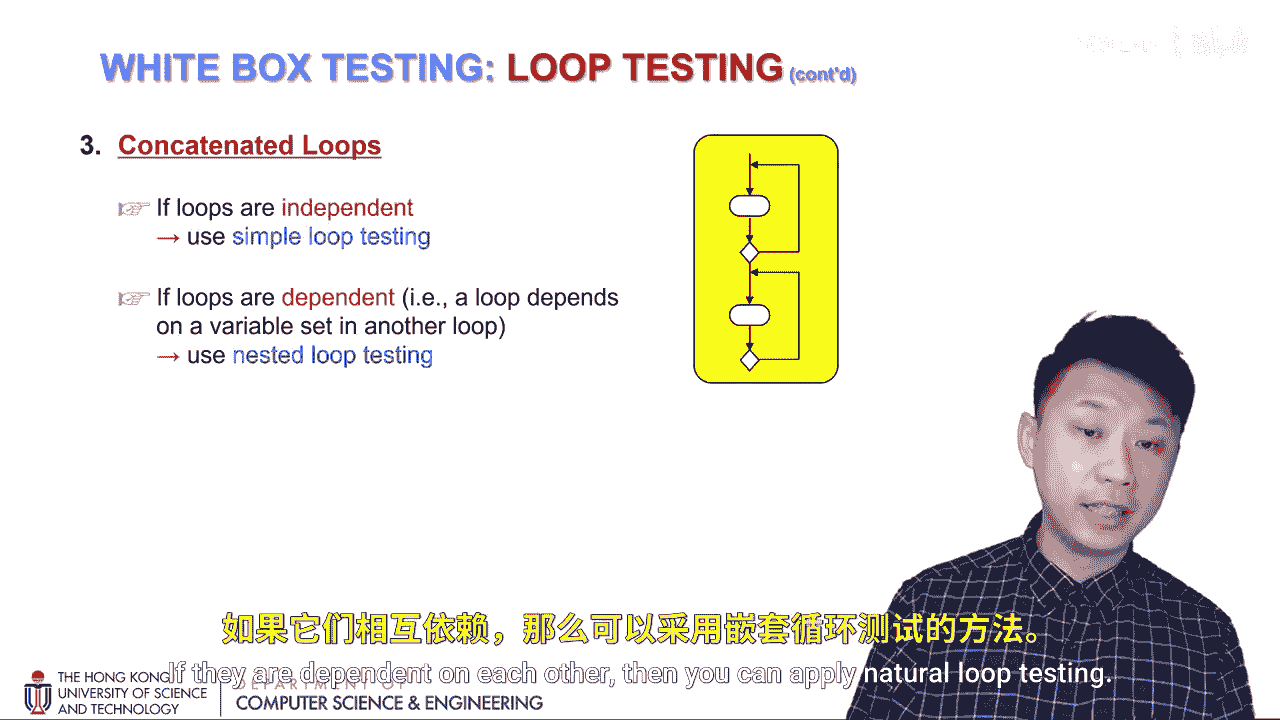 WHITE BOX TESTING: LOOP TESTING (cont'd)
3. Concatenated Loops
☞ If loops are independent
→ use simple loop testing
☞ If loops are dependent (i.e., a loop depends
on a variable set in another loop)
→ use nested loop testing
如果它们相互依赖，那么可以采用嵌套循环测试的方法。
If they are dependent on each other, then you can apply natural loop testing.
THE HONG KONG
UNIVERSITY OF SCIENCE
AND TECHNOLOGY
DEPARTMENT OF
COMPUTER SCIENCE & ENGINEERING